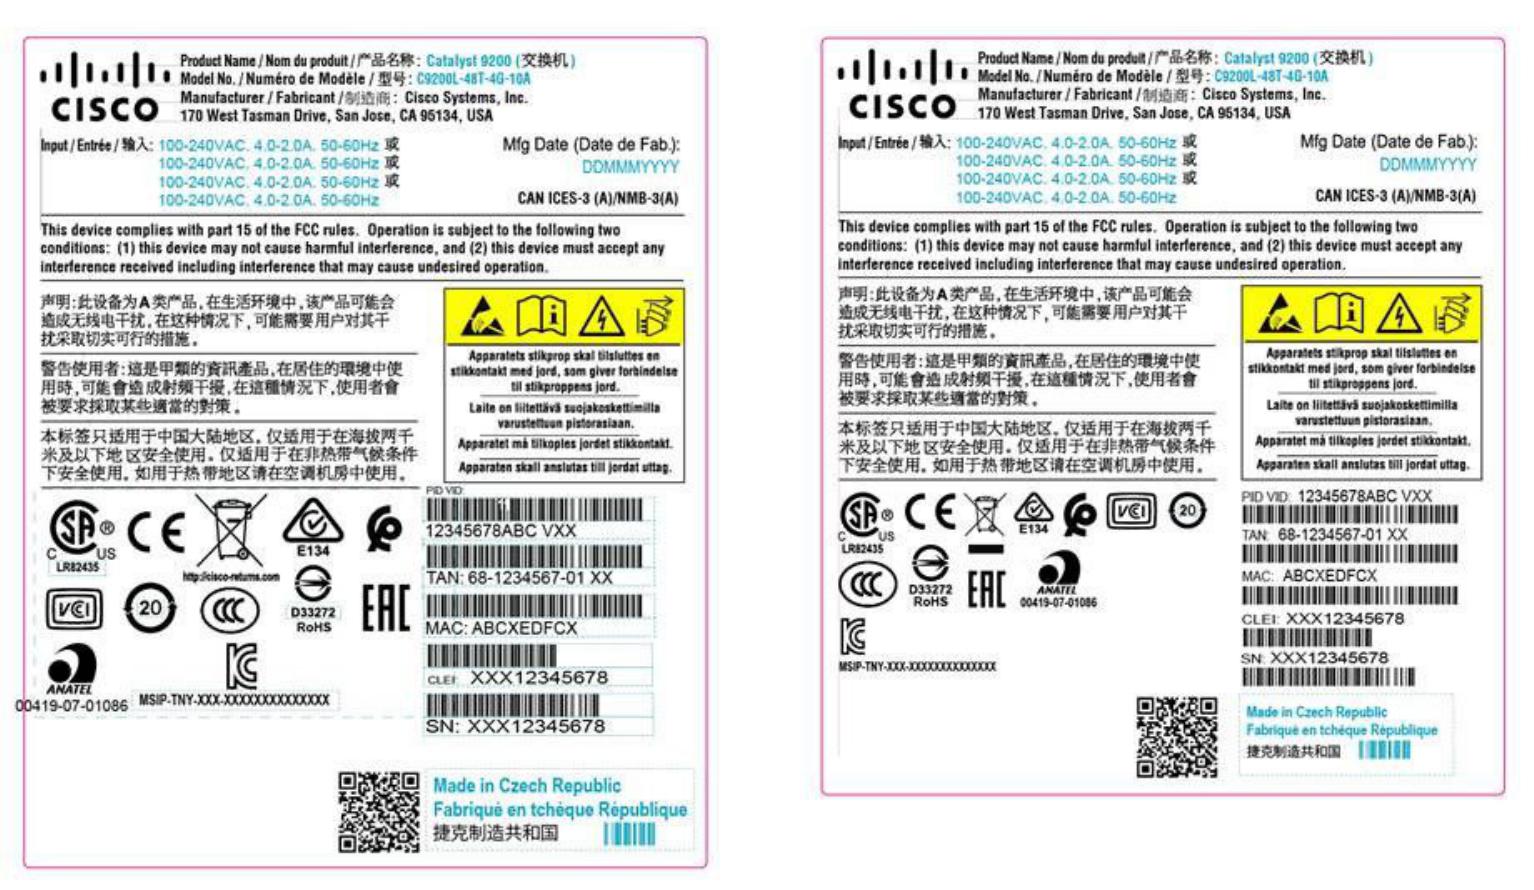 CISCO
Product Name / Nom du produit / 产品名称: Catalyst 9200 (交换机)
Model No. / Numéro de Modèle / 型号: C9200L-48T-4G-10A
Manufacturer / Fabricant /制造商: Cisco Systems, Inc.
170 West Tasman Drive, San Jose, CA 95134, USA
Input / Entrée / 输入: 100-240VAC. 4.0-2.0A. 50-60Hz 或
100-240VAC. 4.0-2.0A. 50-60Hz 或
100-240VAC. 4.0-2.0A. 50-60Hz 或
100-240VAC. 4.0-2.0A. 50-60Hz
Mfg Date (Date de Fab.):
DDMMMYYYY
CAN ICES-3 (A)/NMB-3(A)
This device complies with part 15 of the FCC rules. Operation is subject to the following two
conditions: (1) this device may not cause harmful interference, and (2) this device must accept any
interference received including interference that may cause undesired operation.
声明:此设备为A类产品,在生活环境中,该产品可能会
造成无线电干扰。在这种情况下,可能需要用户对其干
扰采取切实可行的措施。
警告使用者:這是甲類的資訊產品,在居住的環境中使
用時,可能會造成射頻干擾,在這種情況下,使用者會
被要求採取某些適當的對策。
本标签只适用于中国大陆地区。仅适用于在海拔两千
米及以下地区安全使用。仅适用于在非热带气候条件
下安全使用。如用于热带地区请在空调机房中使用。
Apparatets stikprop skal tilsluttes en
stikkontakt med jord, som giver forbindelse
til stikproppens jord.
Laite on liitettävä suojakoskettimilla
varustettuun pistorasiaan.
Apparatet må tilkoples jordet stikkontakt.
Apparaten skall anslutas till jordat uttag.
SA ®
C US
LR82435
CE
http://cisco-returns.com
E134
VCI
20
CCC
D33272
RoHS
EAC
ANATEL
00419-07-01086
KC
MSIP-TNY-XXX-XXXXXXXXXXXXXX
PID VID:
12345678ABC VXX
TAN: 68-1234567-01 XX
MAC: ABCXEDFCX
CLEI: XXX12345678
SN: XXX12345678
Made in Czech Republic
Fabriqué en tchèque République
捷克制造共和国
CISCO
Product Name / Nom du produit / 产品名称: Catalyst 9200 (交换机)
Model No. / Numéro de Modèle / 型号: C9200L-48T-4G-10A
Manufacturer / Fabricant /制造商: Cisco Systems, Inc.
170 West Tasman Drive, San Jose, CA 95134, USA
Input / Entrée / 输入: 100-240VAC. 4.0-2.0A. 50-60Hz 或
100-240VAC. 4.0-2.0A. 50-60Hz 或
100-240VAC. 4.0-2.0A. 50-60Hz 或
100-240VAC. 4.0-2.0A. 50-60Hz
Mfg Date (Date de Fab.):
DDMMMYYYY
CAN ICES-3 (A)/NMB-3(A)
This device complies with part 15 of the FCC rules. Operation is subject to the following two
conditions: (1) this device may not cause harmful interference, and (2) this device must accept any
interference received including interference that may cause undesired operation.
声明:此设备为A类产品,在生活环境中,该产品可能会
造成无线电干扰。在这种情况下,可能需要用户对其干
扰采取切实可行的措施。
警告使用者:這是甲類的資訊產品,在居住的環境中使
用時,可能會造成射頻干擾,在這種情況下,使用者會
被要求採取某些適當的對策。
本标签只适用于中国大陆地区。仅适用于在海拔两千
米及以下地区安全使用。仅适用于在非热带气候条件
下安全使用。如用于热带地区请在空调机房中使用。
Apparatets stikprop skal tilsluttes en
stikkontakt med jord, som giver forbindelse
til stikproppens jord.
Laite on liitettävä suojakoskettimilla
varustettuun pistorasiaan.
Apparatet må tilkoples jordet stikkontakt.
Apparaten skall anslutas till jordat uttag.
SA ®
C US
LR82435
CE
E134
VCI
20
CCC
D33272
RoHS
EAC
ANATEL
00419-07-01086
KC
MSIP-TNY-XXX-XXXXXXXXXXXXXX
PID VID: 12345678ABC VXX
TAN: 68-1234567-01 XX
MAC: ABCXEDFCX
CLEI: XXX12345678
SN: XXX12345678
Made in Czech Republic
Fabriqué en tchèque République
捷克制造共和国